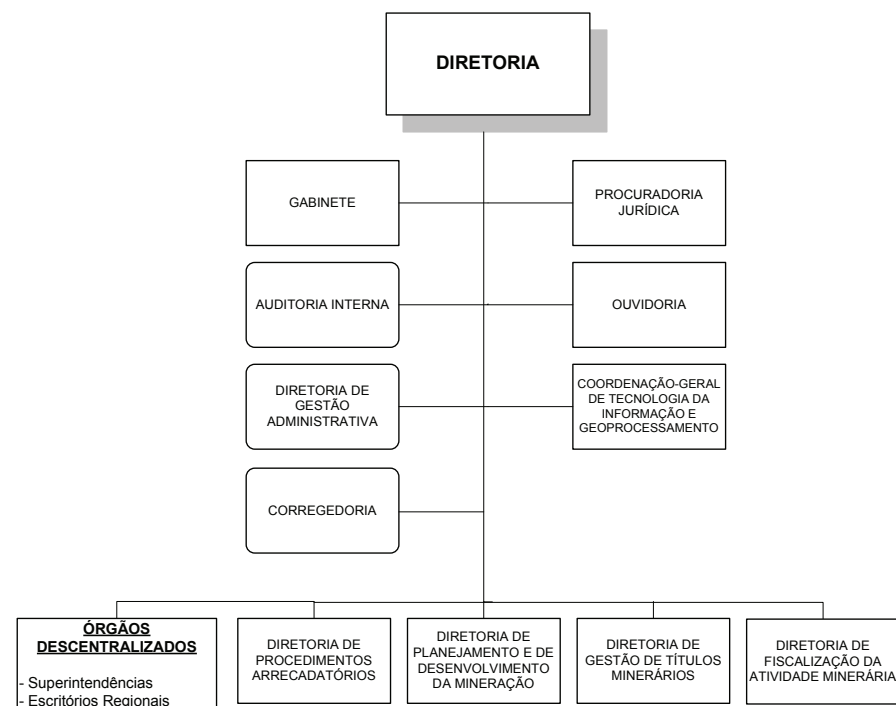 DIRETORIA
GABINETE
PROCURADORIA
JURÍDICA
AUDITORIA INTERNA
OUVIDORIA
DIRETORIA DE
GESTÃO
ADMINISTRATIVA
COORDENAÇÃO-GERAL
DE TECNOLOGIA DA
INFORMAÇÃO E
GEOPROCESSAMENTO
CORREGEDORIA
ÓRGÃOS
DESCENTRALIZADOS
- Superintendências
- Escritórios Regionais
DIRETORIA DE
PROCEDIMENTOS
ARRECADATÓRIOS
DIRETORIA DE
PLANEJAMENTO E DE
DESENVOLVIMENTO
DA MINERAÇÃO
DIRETORIA DE
GESTÃO DE TÍTULOS
MINERÁRIOS
DIRETORIA DE
FISCALIZAÇÃO DA
ATIVIDADE MINERÁRIA